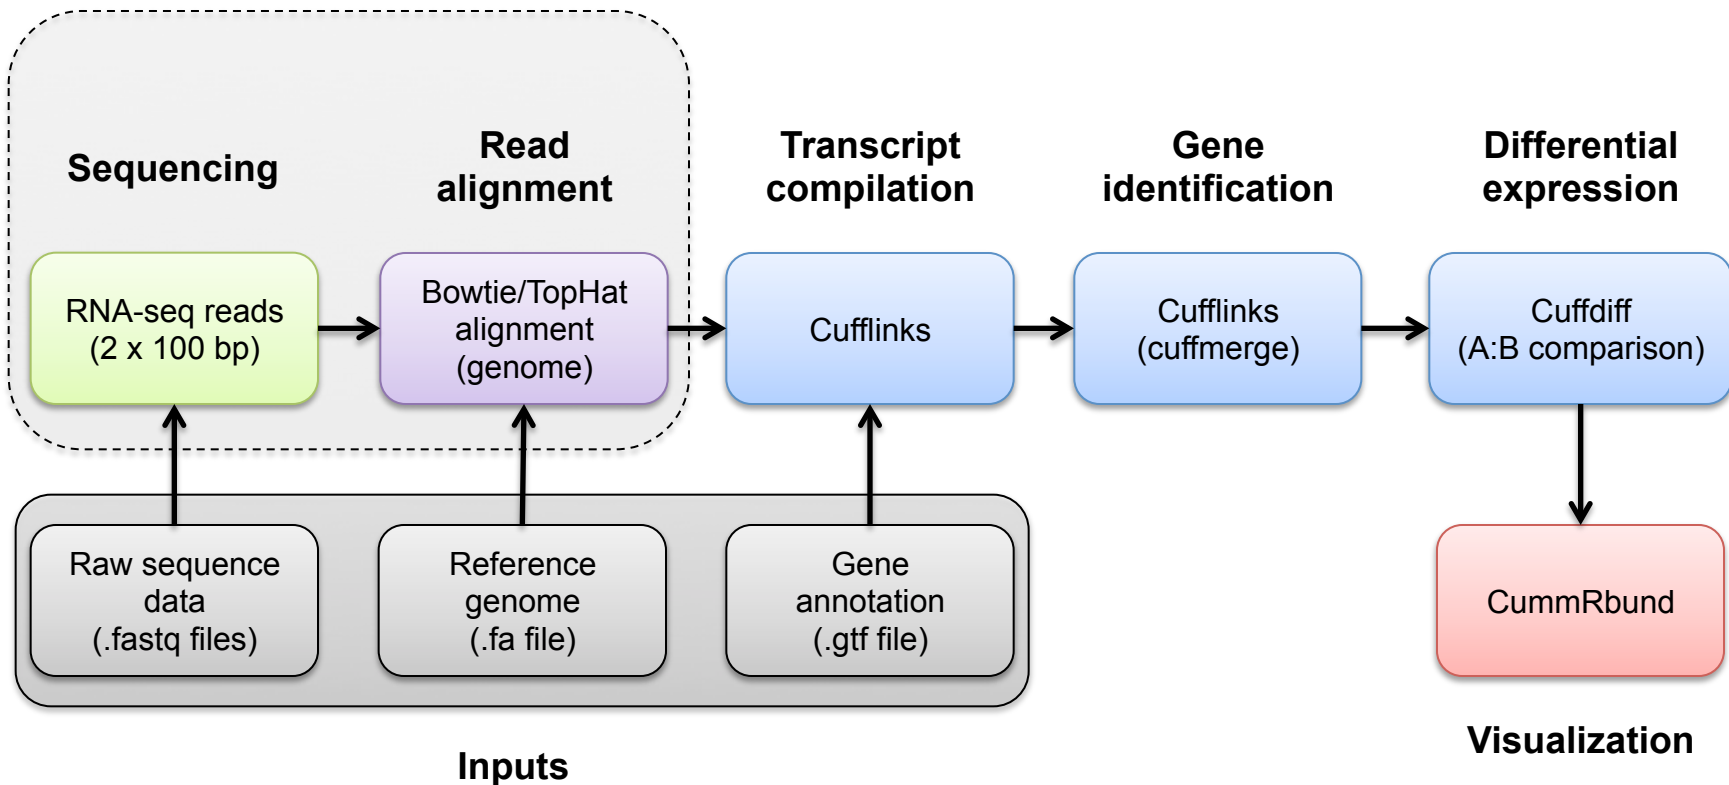 Sequencing
Read
alignment
Transcript
compilation
Gene
identification
Differential
expression
RNA-seq reads
(2 x 100 bp)
Bowtie/TopHat
alignment
(genome)
Cufflinks
Cufflinks
(cuffmerge)
Cuffdiff
(A:B comparison)
Raw sequence
data
(.fastq files)
Reference
genome
(.fa file)
Gene
annotation
(.gtf file)
CummRbund
Inputs
Visualization